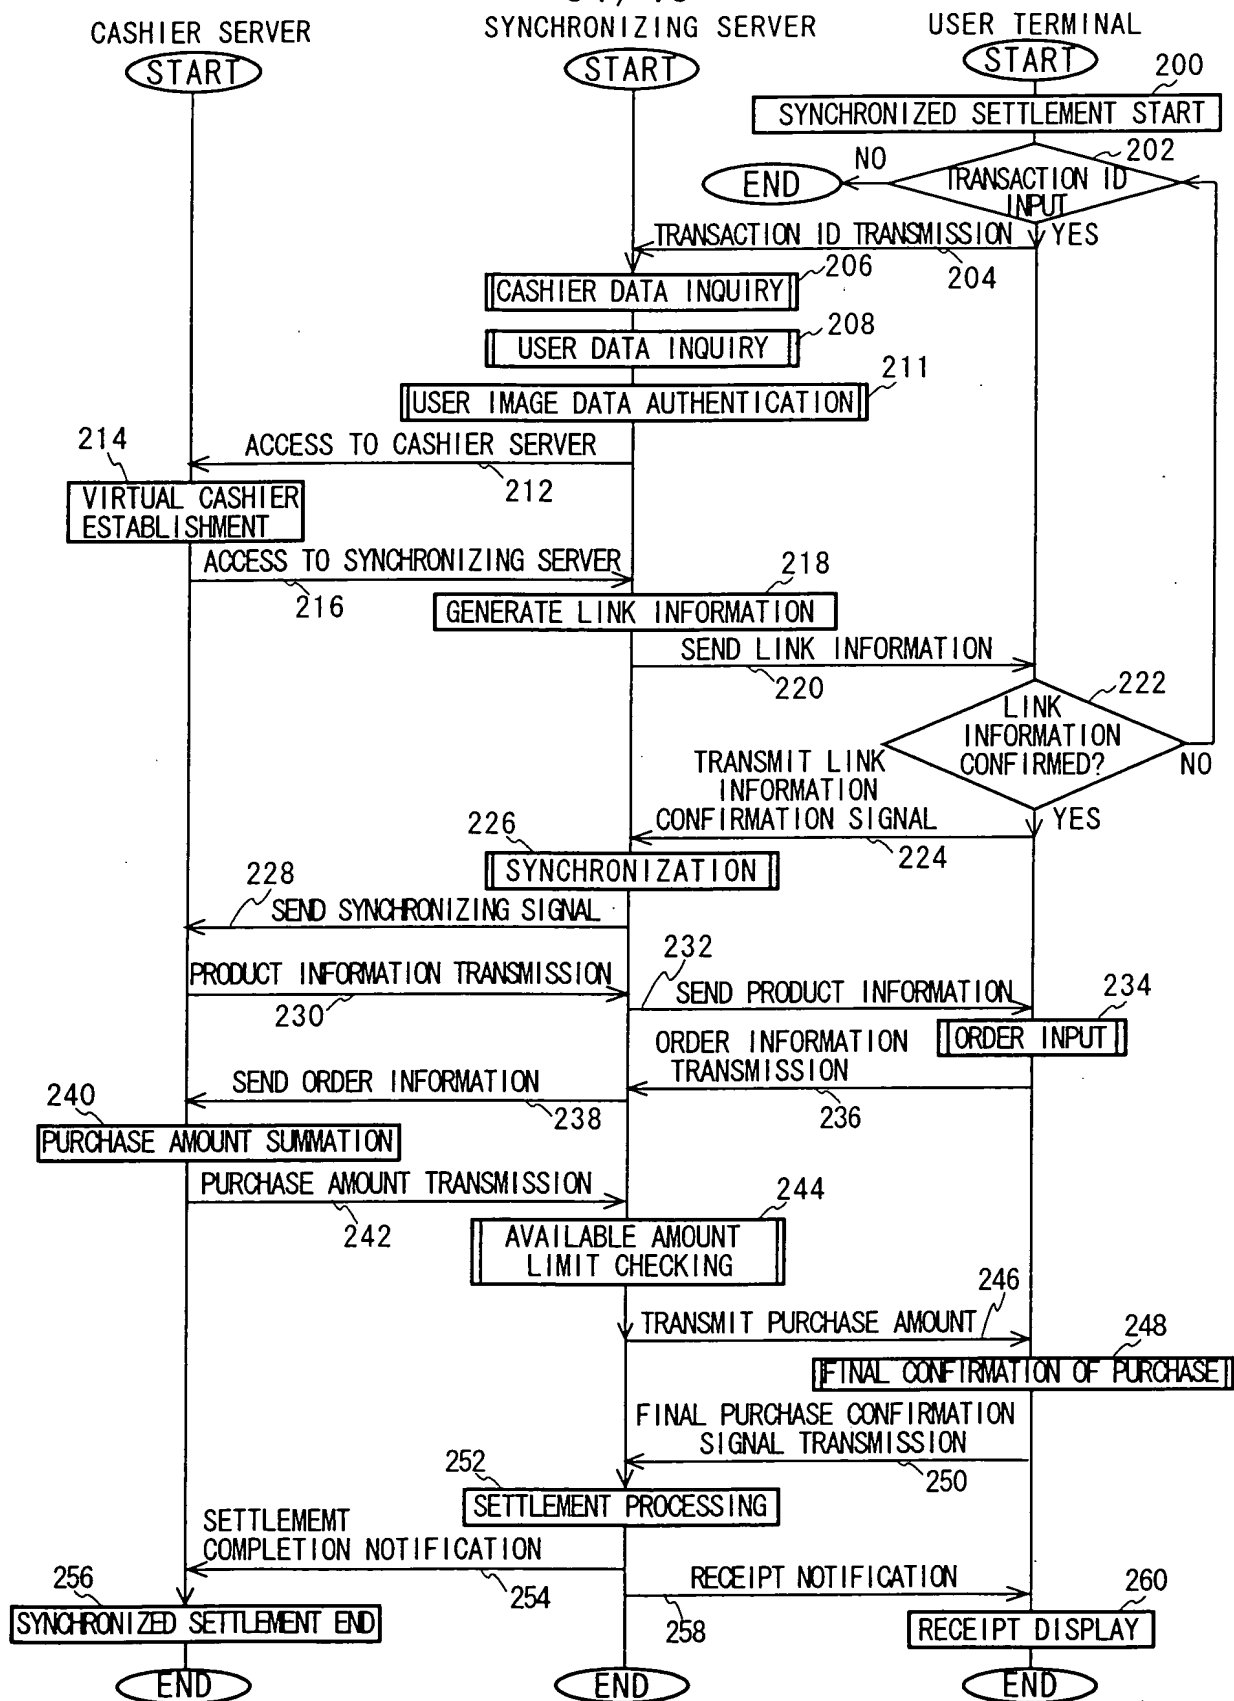 CASHIER SERVER
SYNCHRONIZING SERVER
USER TERMINAL
START
START
START
200
SYNCHRONIZED SETTLEMENT START
202
NO
END
TRANSACTION ID
INPUT
YES
TRANSACTION ID TRANSMISSION
204
206
CASHIER DATA INQUIRY
208
USER DATA INQUIRY
211
USER IMAGE DATA AUTHENTICATION
214
ACCESS TO CASHIER SERVER
212
VIRTUAL CASHIER
ESTABLISHMENT
ACCESS TO SYNCHRONIZING SERVER
216
218
GENERATE LINK INFORMATION
SEND LINK INFORMATION
220
222
LINK
INFORMATION
CONFIRMED?
NO
TRANSMIT LINK
INFORMATION
CONFIRMATION SIGNAL
YES
224
226
SYNCHRONIZATION
228
SEND SYNCHRONIZING SIGNAL
PRODUCT INFORMATION TRANSMISSION
230
232
SEND PRODUCT INFORMATION
234
ORDER INPUT
ORDER INFORMATION
TRANSMISSION
236
SEND ORDER INFORMATION
238
240
PURCHASE AMOUNT SUMMATION
PURCHASE AMOUNT TRANSMISSION
242
244
AVAILABLE AMOUNT
LIMIT CHECKING
246
TRANSMIT PURCHASE AMOUNT
248
FINAL CONFIRMATION OF PURCHASE
FINAL PURCHASE CONFIRMATION
SIGNAL TRANSMISSION
250
252
SETTLEMENT PROCESSING
SETTLEMEMT
COMPLETION NOTIFICATION
254
RECEIPT NOTIFICATION
258
256
SYNCHRONIZED SETTLEMENT END
260
RECEIPT DISPLAY
END
END
END